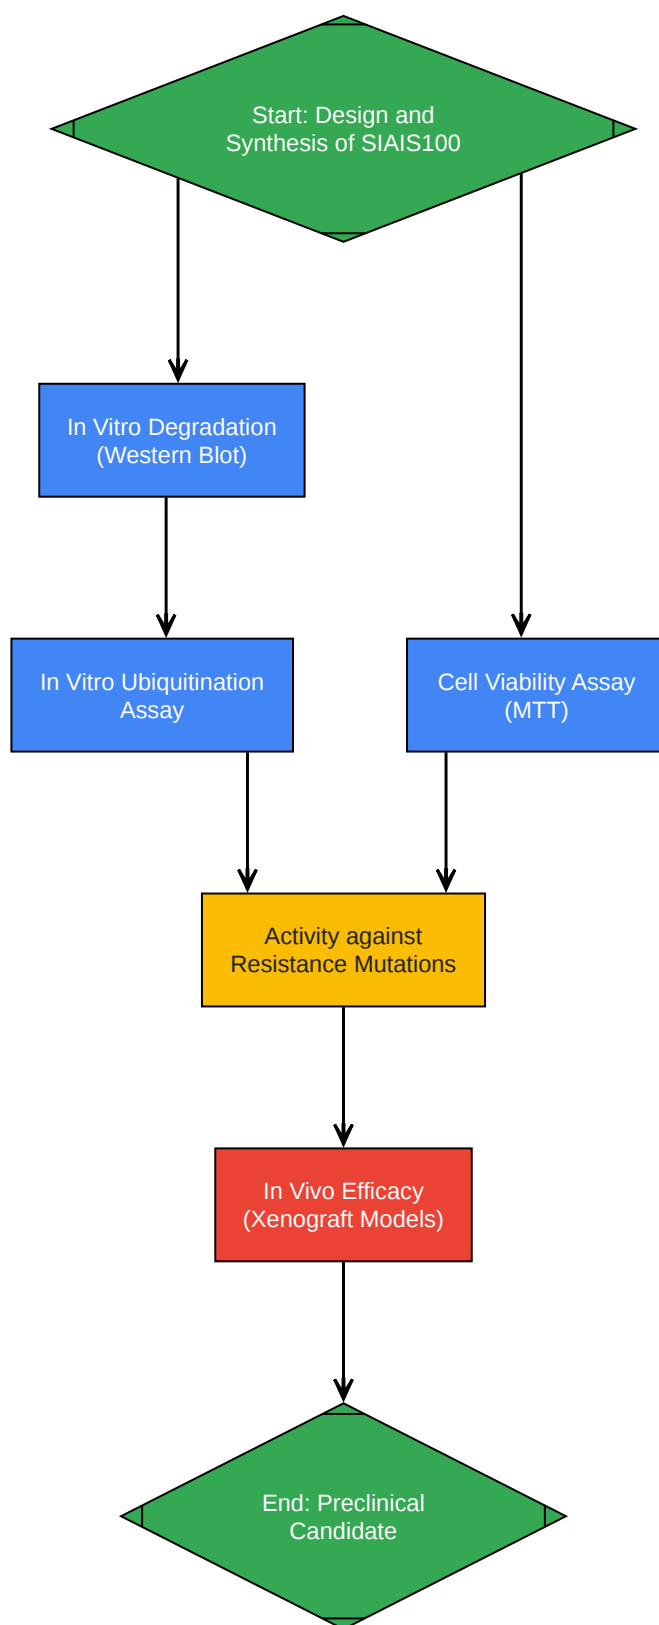 Start: Design and
Synthesis of SIAIS100
In Vitro Degradation
(Western Blot)
In Vitro Ubiquitination
Assay
Cell Viability Assay
(MTT)
Activity against
Resistance Mutations
In Vivo Efficacy
(Xenograft Models)
End: Preclinical
Candidate